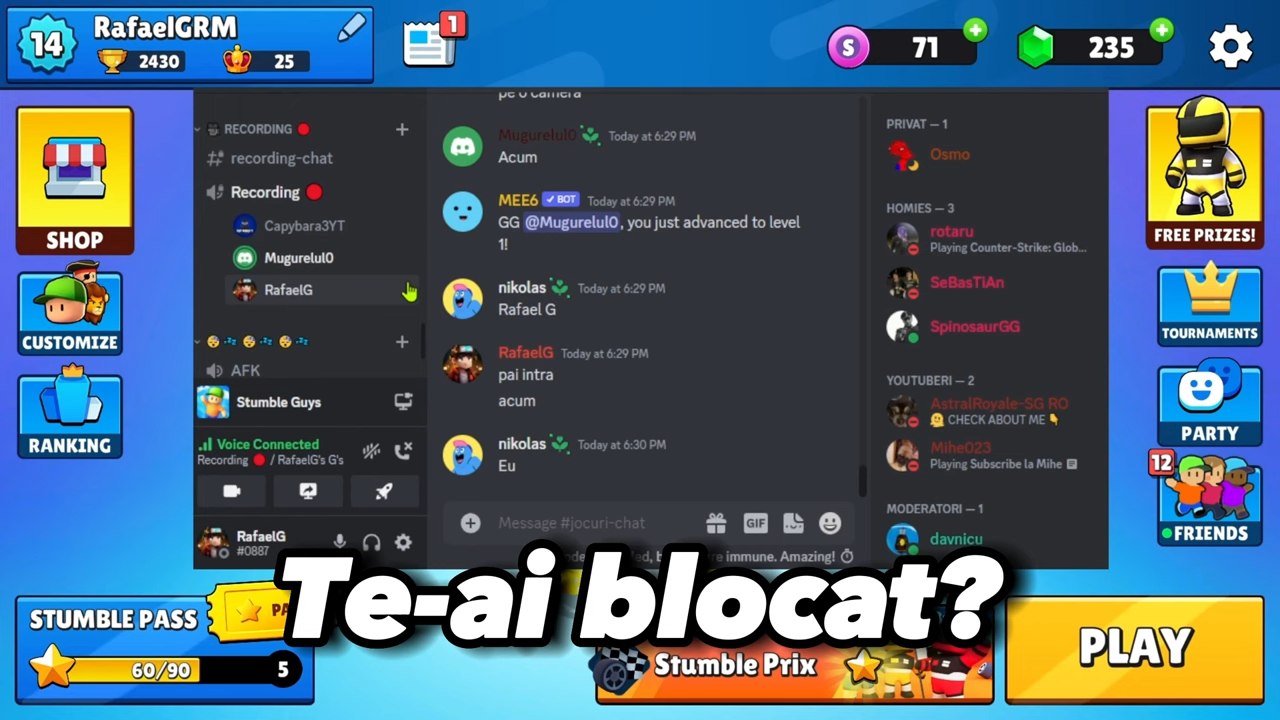 14
RafaelGRM
2430
25
1
S
71
235
SHOP
CUSTOMIZE
RANKING
RECORDING
recording-chat
Recording
Capybara3YT
Mugurelul0
RafaelG
AFK
Stumble Guys
Voice Connected
Recording / RafaelG's G's
RafaelG
#0887
pe o camera
Mugurelul0 Today at 6:29 PM
Acum
MEE6 BOT Today at 6:29 PM
GG @Mugurelul0, you just advanced to level
1!
nikolas Today at 6:29 PM
Rafael G
RafaelG Today at 6:29 PM
pai intra
acum
nikolas Today at 6:30 PM
Eu
Message #jocuri-chat
GIF
immune. Amazing!
PRIVAT — 1
Osmo
HOMIES — 3
rotaru
Playing Counter-Strike: Glob...
SeBasTIAn
SpinosaurGG
YOUTUBERI — 2
AstralRoyale-SG RO
CHECK ABOUT ME
Mihe023
Playing Subscribe la Mihe
MODERATORI — 1
davnicu
FREE PRIZES!
TOURNAMENTS
PARTY
12
FRIENDS
Te-ai blocat?
STUMBLE PASS
PA
60/90
5
Stumble Prix
PLAY